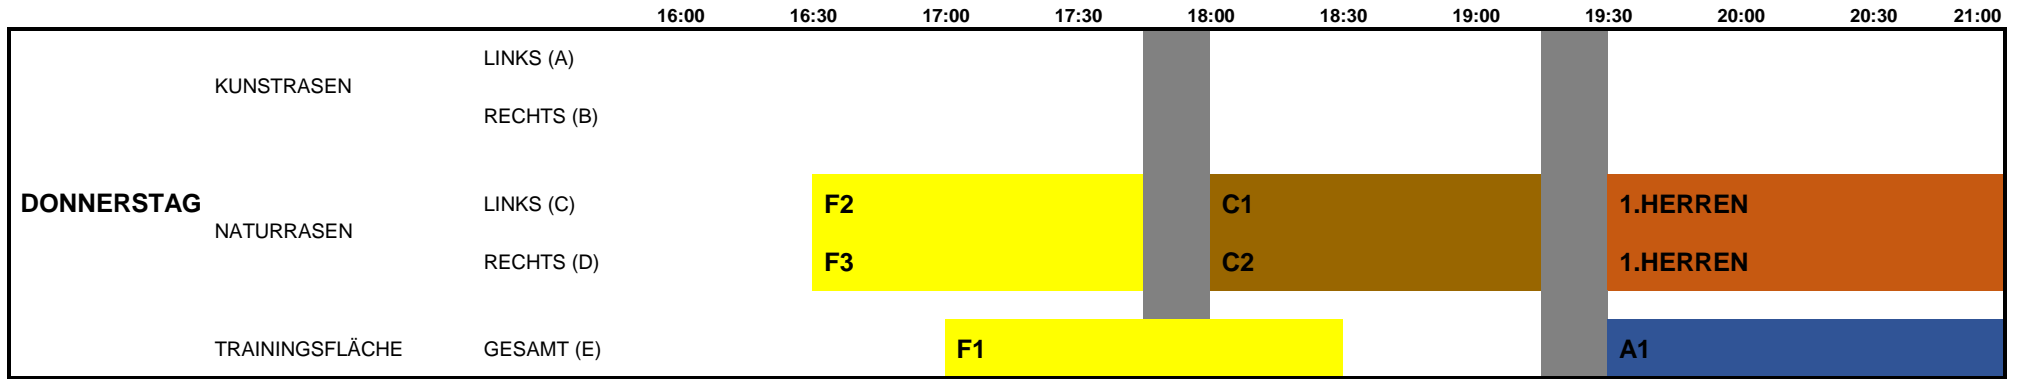 16:00 16:30 17:00 17:30 18:00 18:30 19:00 19:30 20:00 20:30 21:00
LINKS (A)
KUNSTRASEN
RECHTS (B)
DONNERSTAG LINKS (C) F2 C1 1.HERREN
NATURRASEN
RECHTS (D) F3 C2 1.HERREN
TRAININGSFLÄCHE GESAMT (E) F1 A1